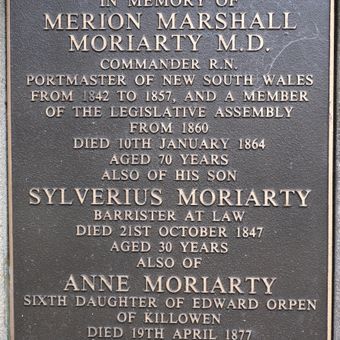 IN MEMORY OF
MERION MARSHALL
MORIARTY M.D.
COMMANDER R.N.
PORTMASTER OF NEW SOUTH WALES
FROM 1842 TO 1857, AND A MEMBER
OF THE LEGISLATIVE ASSEMBLY
FROM 1860
DIED 10TH JANUARY 1864
AGED 70 YEARS
ALSO OF HIS SON
SYLVERIUS MORIARTY
BARRISTER AT LAW
DIED 21ST OCTOBER 1847
AGED 30 YEARS
ALSO OF
ANNE MORIARTY
SIXTH DAUGHTER OF EDWARD ORPEN
OF KILLOWEN
DIED 19TH APRIL 1877